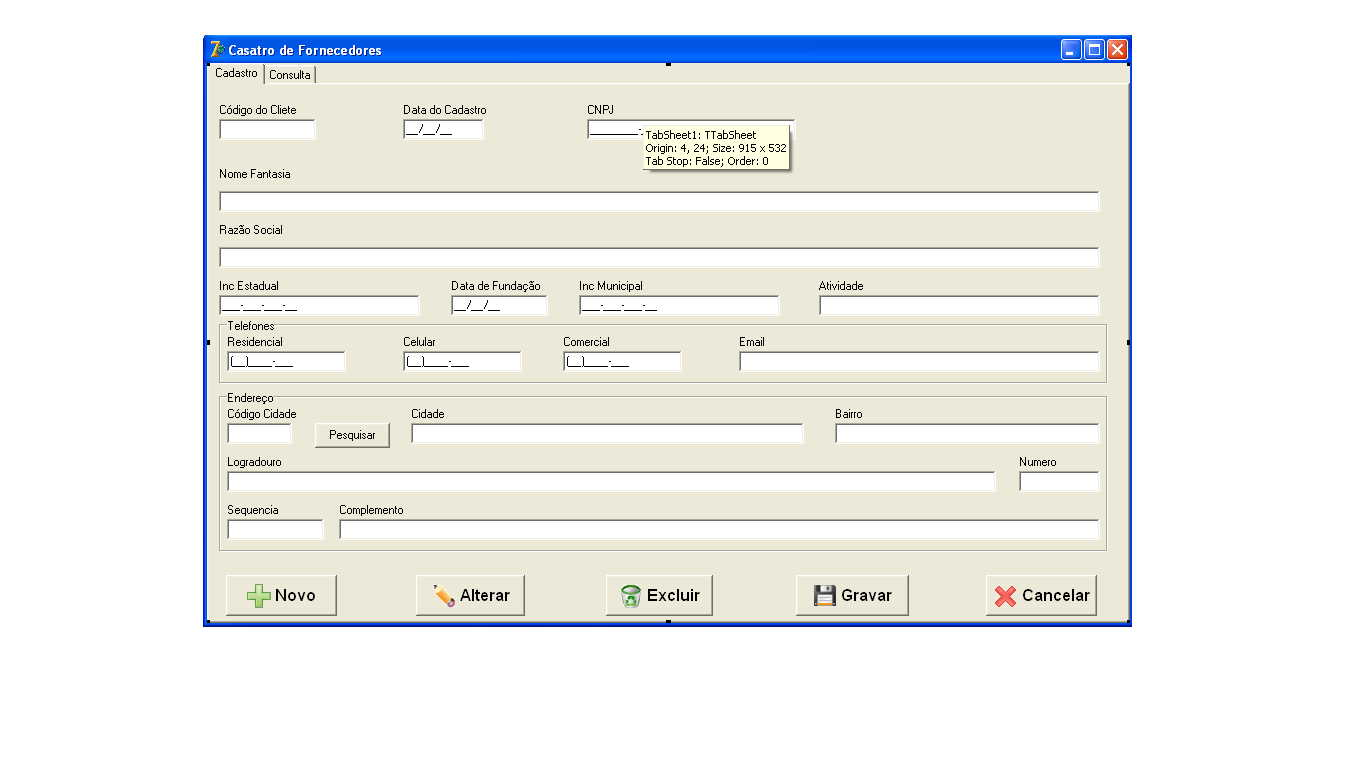 Casatro de Fornecedores
Cadastro Consulta
Código do Cliete Data do Cadastro CNPJ
__/__/__ ________-
TabSheet1: TTabSheet
Origin: 4, 24; Size: 915 x 532
Tab Stop: False; Order: 0
Nome Fantasia
Razão Social
Inc Estadual Data de Fundação Inc Municipal Atividade
___-___-___-__ __/__/__ ___-___-___-__
Telefones
Residencial Celular Comercial Email
(__)____-___ (__)____-___ (__)____-___
Endereço
Código Cidade Cidade Bairro
Pesquisar
Logradouro Numero
Sequencia Complemento
Novo Alterar Excluir Gravar Cancelar